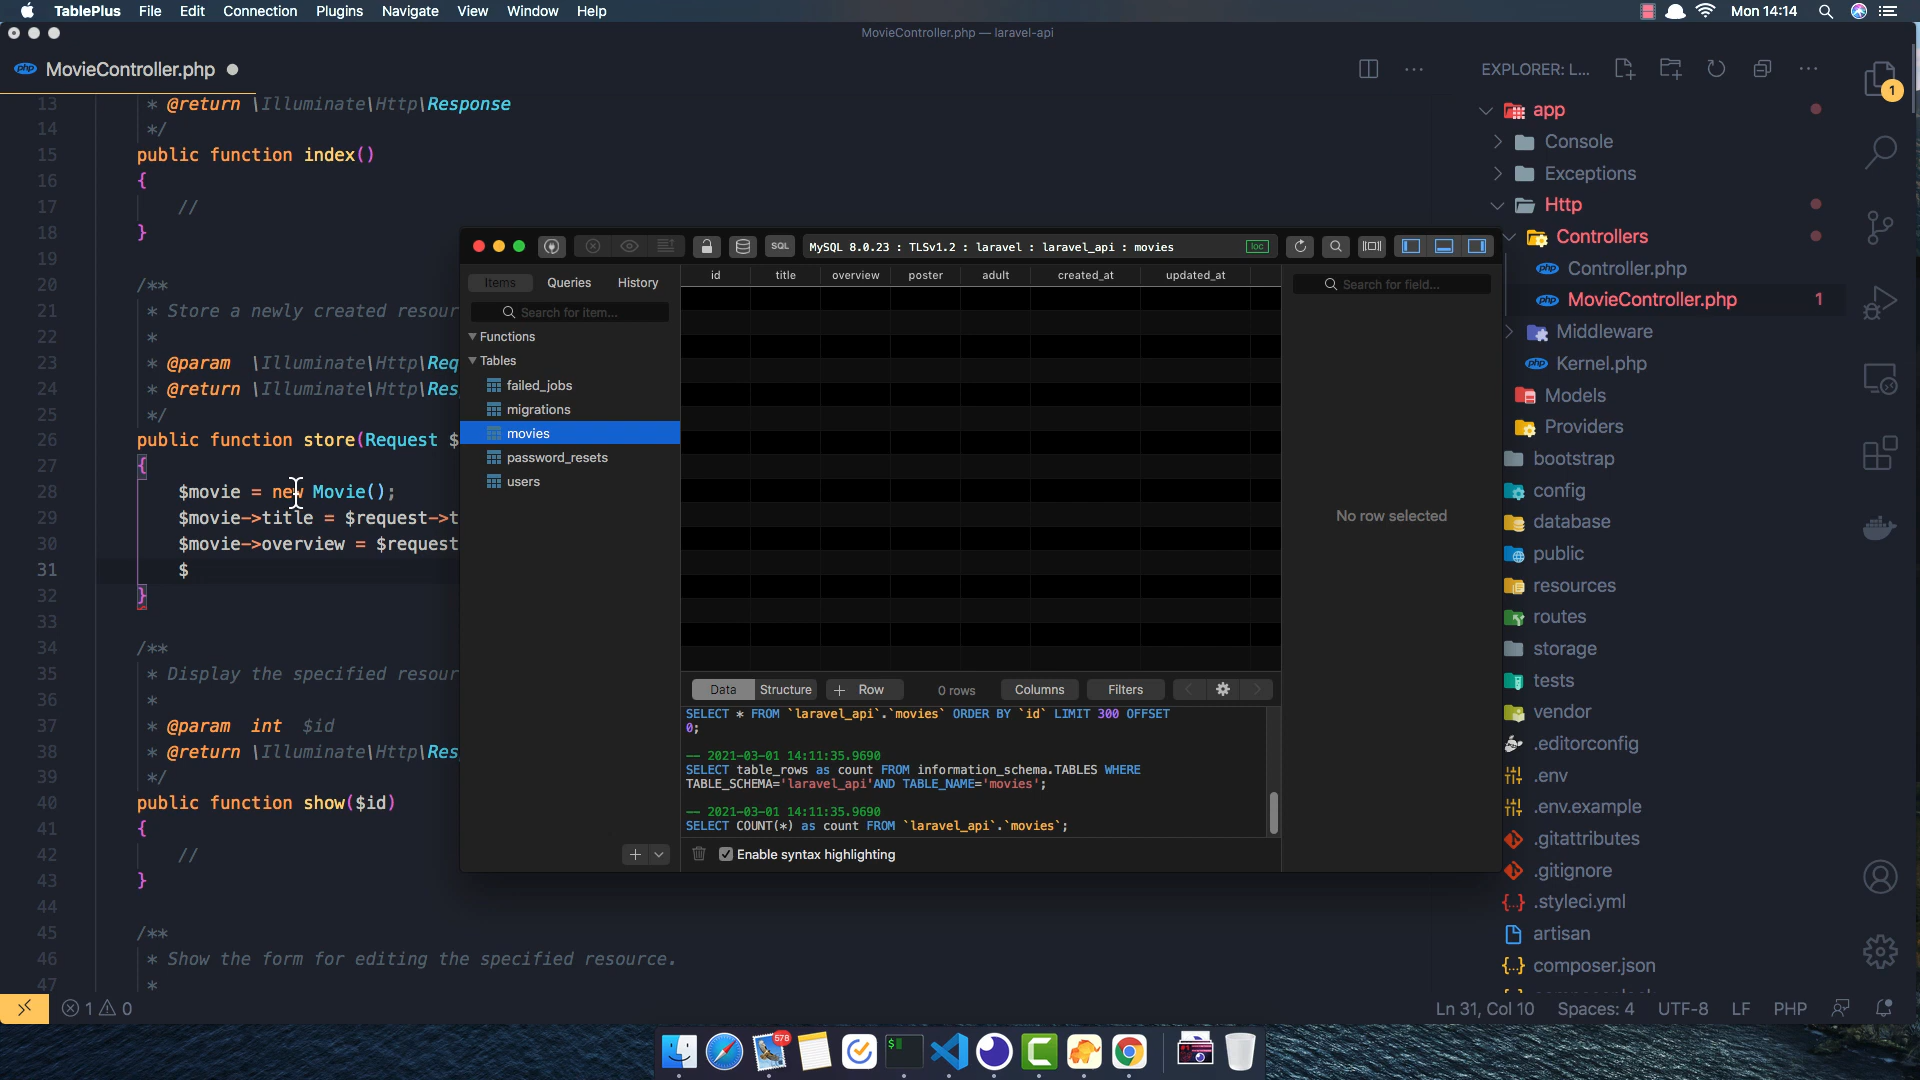 TablePlus File Edit Connection Plugins Navigate View Window Help
Mon 14:14
MovieController.php — laravel-api
php MovieController.php
EXPLORER: L...
1
13 * @return \Illuminate\Http\Response
14 */
15 public function index()
16 {
17 //
18 }
19
20 /**
21 * Store a newly created resour
22 *
23 * @param \Illuminate\Http\Req
24 * @return \Illuminate\Http\Res
25 */
26 public function store(Request $
27 {
28 $movie = new Movie();
29 $movie->title = $request->t
30 $movie->overview = $request
31 $
32 }
33
34 /**
35 * Display the specified resour
36 *
37 * @param int $id
38 * @return \Illuminate\Http\Res
39 */
40 public function show($id)
41 {
42 //
43 }
44
45 /**
46 * Show the form for editing the specified resource.
47 *
SQL
MySQL 8.0.23 : TLSv1.2 : laravel : laravel_api : movies
loc
Items Queries History
Search for item...
Functions
Tables
failed_jobs
migrations
movies
password_resets
users
id title overview poster adult created_at updated_at
Search for field...
No row selected
Data Structure + Row 0 rows Columns Filters
SELECT * FROM `laravel_api`.`movies` ORDER BY `id` LIMIT 300 OFFSET
0;
-- 2021-03-01 14:11:35.9690
SELECT table_rows as count FROM information_schema.TABLES WHERE
TABLE_SCHEMA='laravel_api'AND TABLE_NAME='movies';
-- 2021-03-01 14:11:35.9690
SELECT COUNT(*) as count FROM `laravel_api`.`movies`;
Enable syntax highlighting
app
Console
Exceptions
Http
Controllers
php Controller.php
php MovieController.php 1
Middleware
php Kernel.php
Models
Providers
bootstrap
config
database
public
resources
routes
storage
tests
vendor
.editorconfig
.env
.env.example
.gitattributes
.gitignore
{..} .styleci.yml
artisan
{..} composer.json
1 0
Ln 31, Col 10 Spaces: 4 UTF-8 LF PHP
578